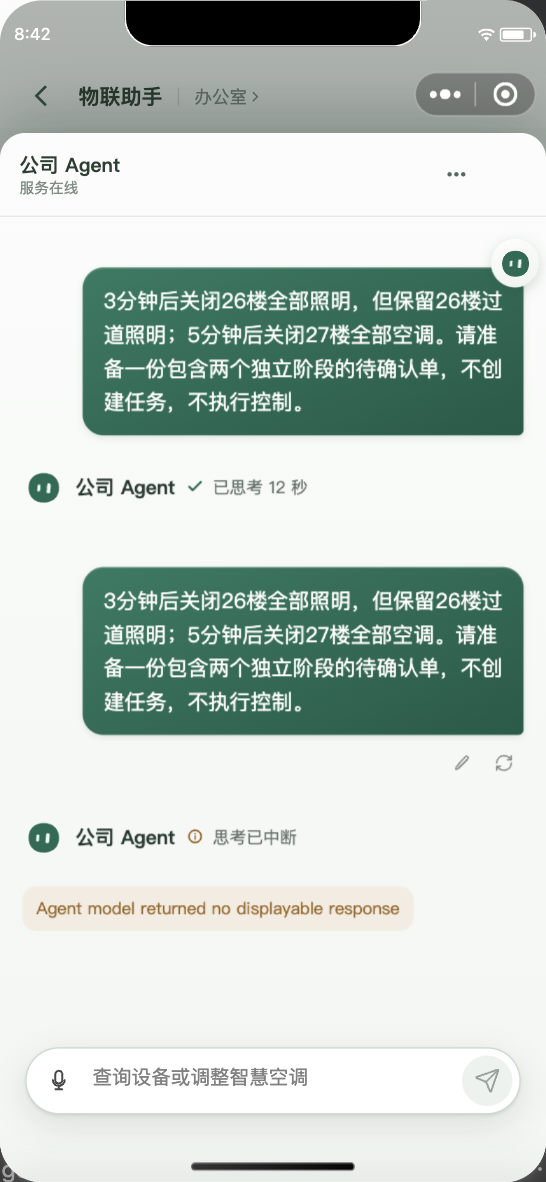 8:42
物联助手 办公室
公司 Agent
服务在线
3分钟后关闭26楼全部照明，但保留26楼过
道照明；5分钟后关闭27楼全部空调。请准
备一份包含两个独立阶段的待确认单，不创
建任务，不执行控制。
公司 Agent 已思考 12 秒
3分钟后关闭26楼全部照明，但保留26楼过
道照明；5分钟后关闭27楼全部空调。请准
备一份包含两个独立阶段的待确认单，不创
建任务，不执行控制。
公司 Agent 思考已中断
Agent model returned no displayable response
查询设备或调整智慧空调